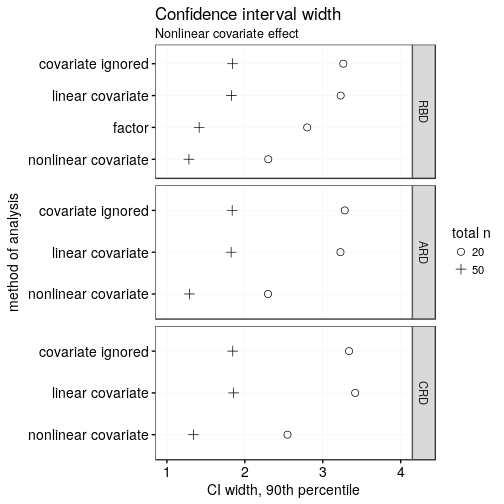 Confidence interval width
Nonlinear covariate effect
covariate ignored
linear covariate
factor
nonlinear covariate
RBD
covariate ignored
linear covariate
nonlinear covariate
ARD
covariate ignored
linear covariate
nonlinear covariate
CRD
method of analysis
1 2 3 4
CI width, 90th percentile
total n
20
50